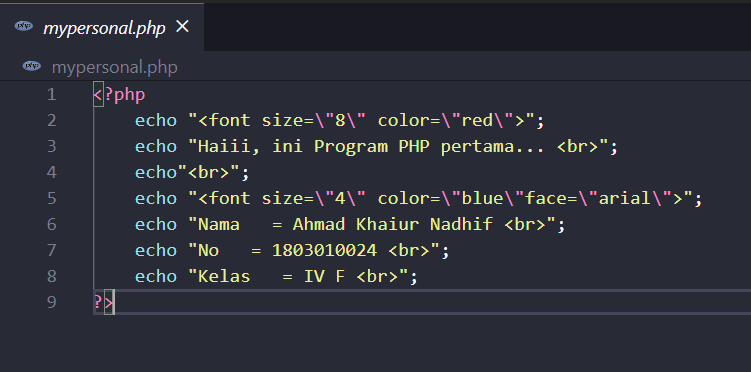 mypersonal.php ×
mypersonal.php
1 <?php
2 echo "<font size=\"8\" color=\"red\">";
3 echo "Haiii, ini Program PHP pertama... <br>";
4 echo"<br>";
5 echo "<font size=\"4\" color=\"blue\"face=\"arial\">";
6 echo "Nama   = Ahmad Khaiur Nadhif <br>";
7 echo "No   = 1803010024 <br>";
8 echo "Kelas   = IV F <br>";
9 ?>